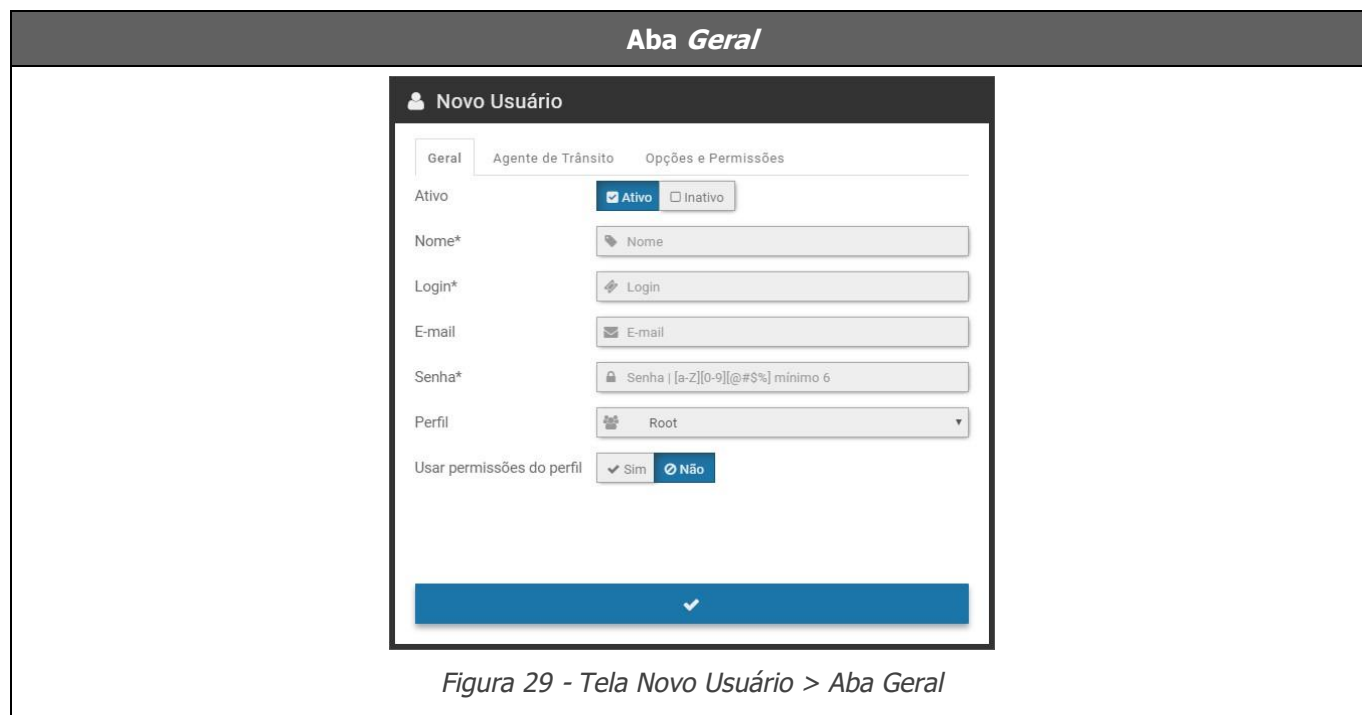 Aba Geral
Novo Usuário
Geral Agente de Trânsito Opções e Permissões
Ativo Ativo Inativo
Nome* Nome
Login* Login
E-mail E-mail
Senha* Senha | [a-Z][0-9][@#$%] mínimo 6
Perfil Root
Usar permissões do perfil Sim Não
Figura 29 - Tela Novo Usuário > Aba Geral